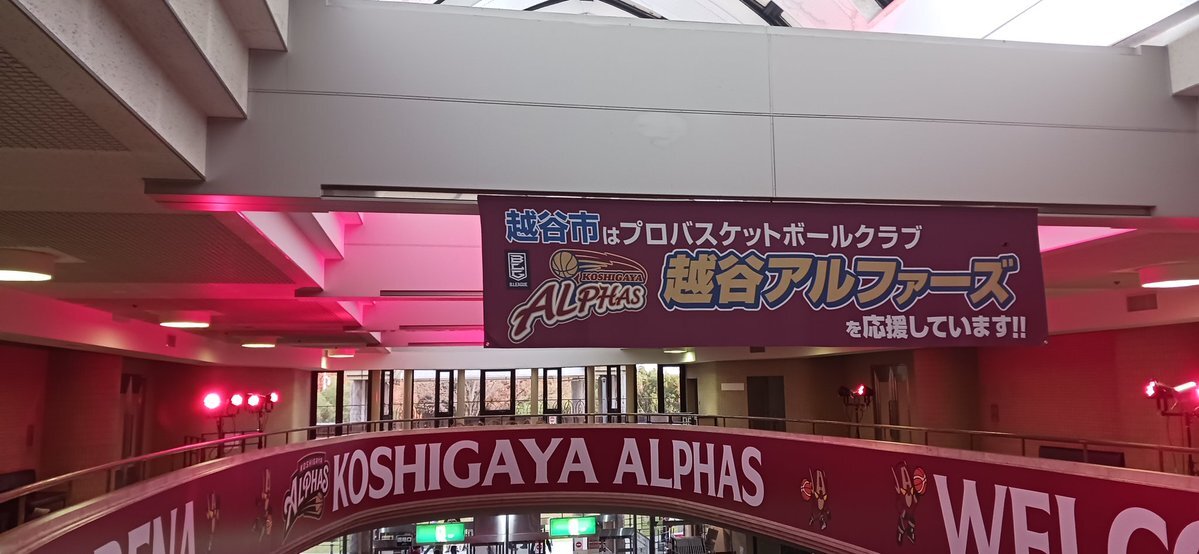 越谷市はプロバスケットボールクラブ
B.LEAGUE
KOSHIGAYA
ALPHAS
越谷アルファーズ
を応援しています!!
KOSHIGAYA
ALPHAS
KOSHIGAYA ALPHAS